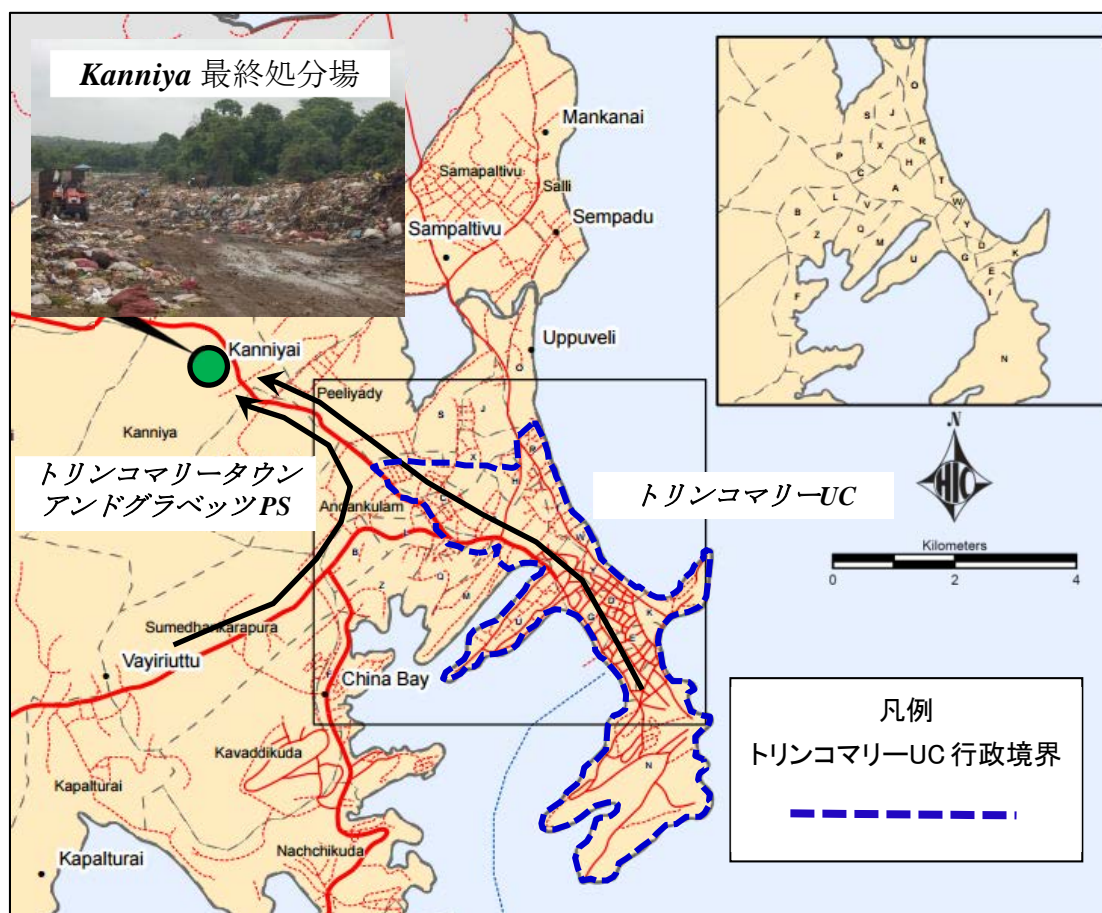 Kanniya 最終処分場
Mankanai
Samapaltivu
Salli
Sempadu
Sampaltivu
Uppuveli
Kanniyai
Peeliyady
Kanniya
トリンコマリータウン
アンドグラベッツ PS
Andankulam
トリンコマリーUC
Sumedhankarapura
Vayiriuttu
China Bay
Kavaddikuda
Kapalturai
Nachchikuda
Kapalturai
O
S
J
X
R
H
P
C
A
T
L
V
W
B
Z
Q
M
Y
D
G
K
U
E
I
F
N
N
HIC
Kilometers
0 2 4
O
S
J
X
R
H
C
L
B
Z
Q
M
W
Y
D
G
K
U
E
F
N
凡例
トリンコマリーUC 行政境界